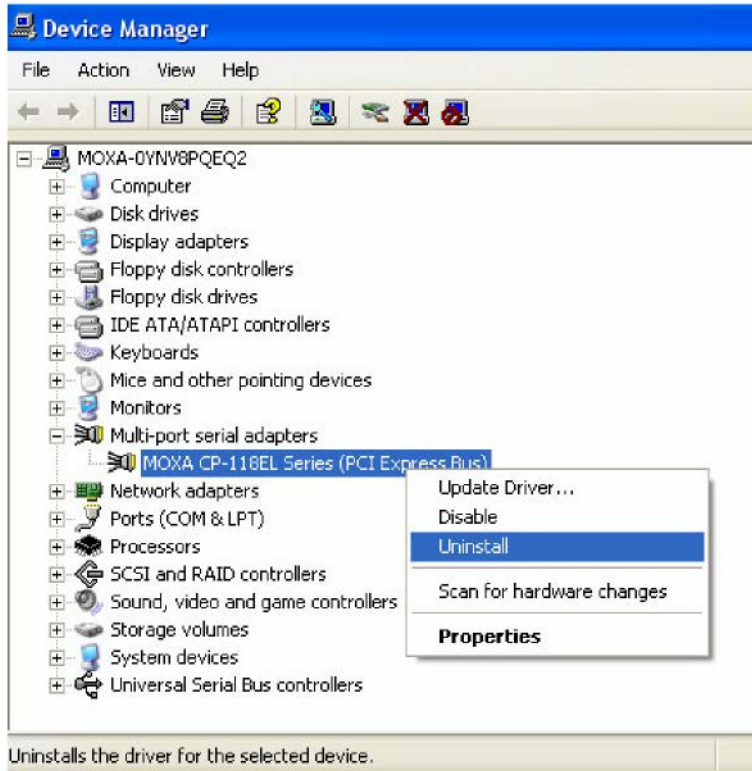 Device Manager
File Action View Help
MOXA-0YNV8PQEQ2
Computer
Disk drives
Display adapters
Floppy disk controllers
Floppy disk drives
IDE ATA/ATAPI controllers
Keyboards
Mice and other pointing devices
Monitors
Multi-port serial adapters
MOXA CP-118EL Series (PCI Express Bus)
Network adapters
Ports (COM & LPT)
Processors
SCSI and RAID controllers
Sound, video and game controllers
Storage volumes
System devices
Universal Serial Bus controllers
Update Driver...
Disable
Uninstall
Scan for hardware changes
Properties
Uninstalls the driver for the selected device.